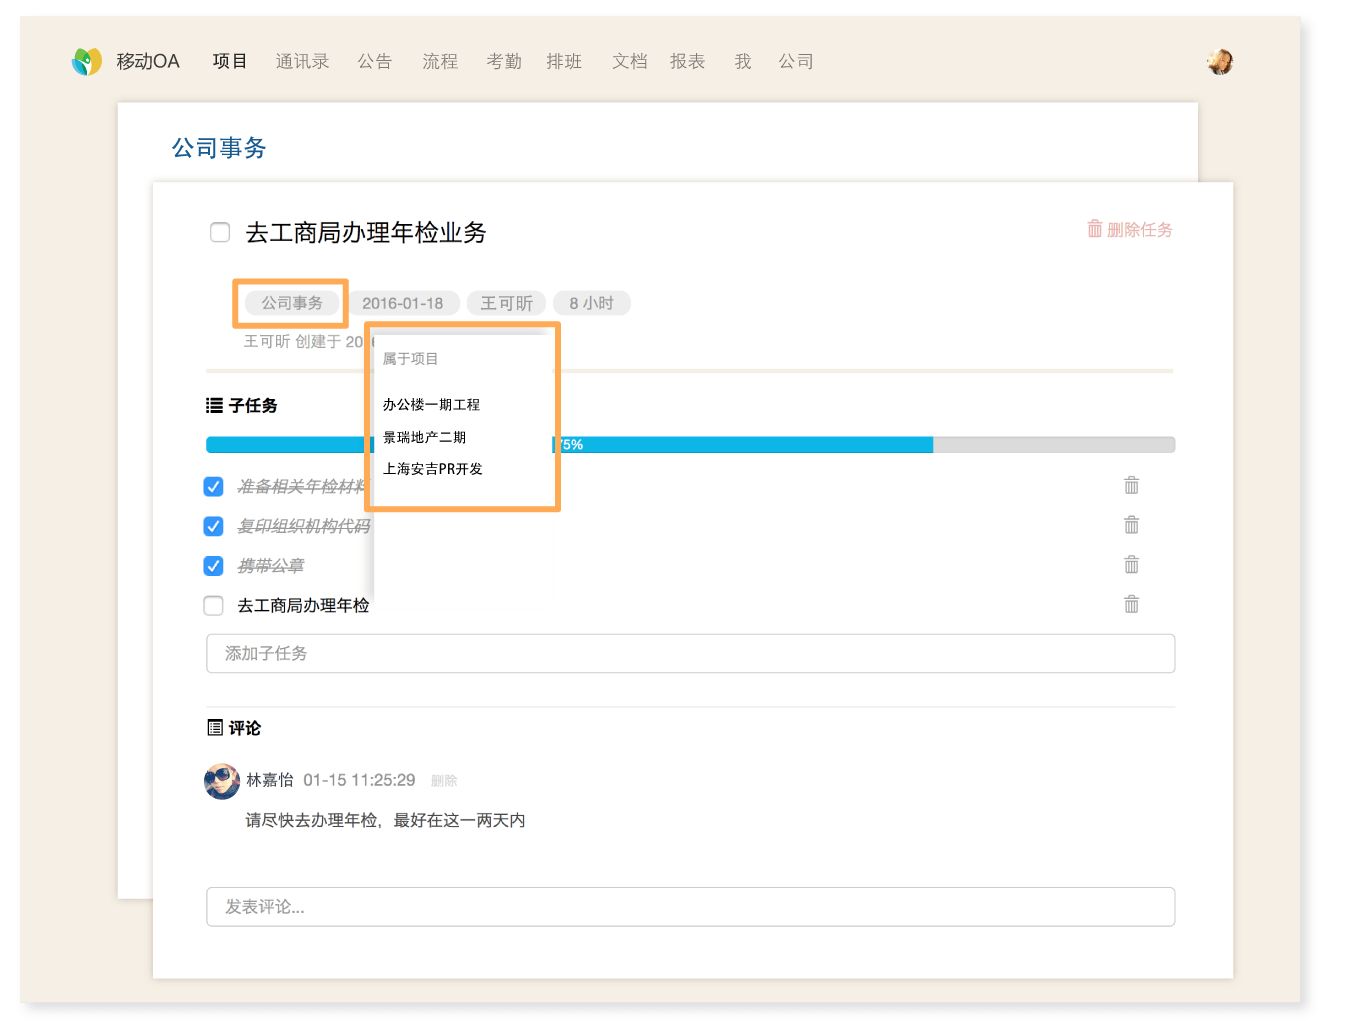 移动OA 项目 通讯录 公告 流程 考勤 排班 文档 报表 我 公司
公司事务
去工商局办理年检业务 删除任务
公司事务 2016-01-18 王可昕 8 小时
王可昕 创建于 20
属于项目
办公楼一期工程
景瑞地产二期
上海安吉PR开发
子任务
75%
准备相关年检材料
复印组织机构代码
携带公章
去工商局办理年检
添加子任务
评论
林嘉怡 01-15 11:25:29 删除
请尽快去办理年检，最好在这一两天内
发表评论...